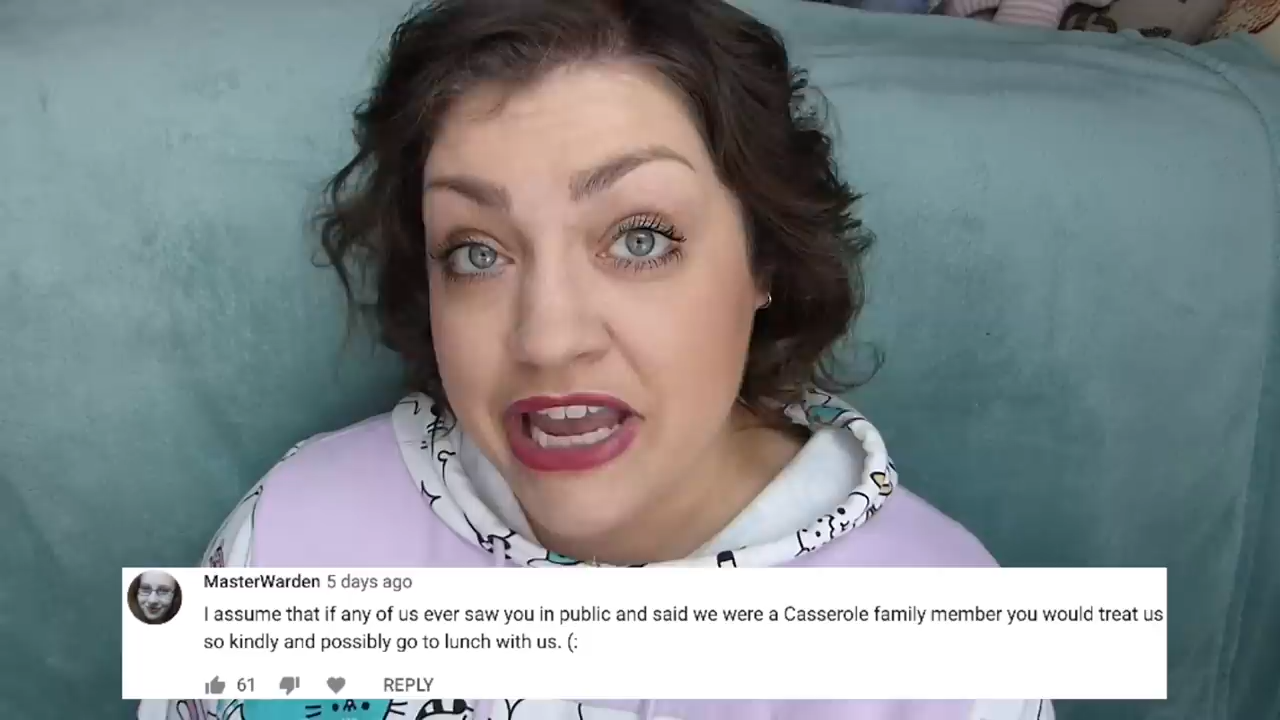 MasterWarden 5 days ago
I assume that if any of us ever saw you in public and said we were a Casserole family member you would treat us
so kindly and possibly go to lunch with us. (:
61 REPLY